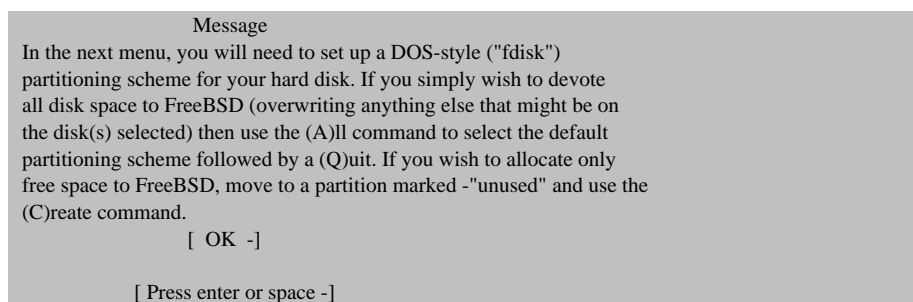 Message
In the next menu, you will need to set up a DOS-style ("fdisk")
partitioning scheme for your hard disk. If you simply wish to devote
all disk space to FreeBSD (overwriting anything else that might be on
the disk(s) selected) then use the (A)ll command to select the default
partitioning scheme followed by a (Q)uit. If you wish to allocate only
free space to FreeBSD, move to a partition marked -"unused" and use the
(C)reate command.
[ OK -]
[ Press enter or space -]